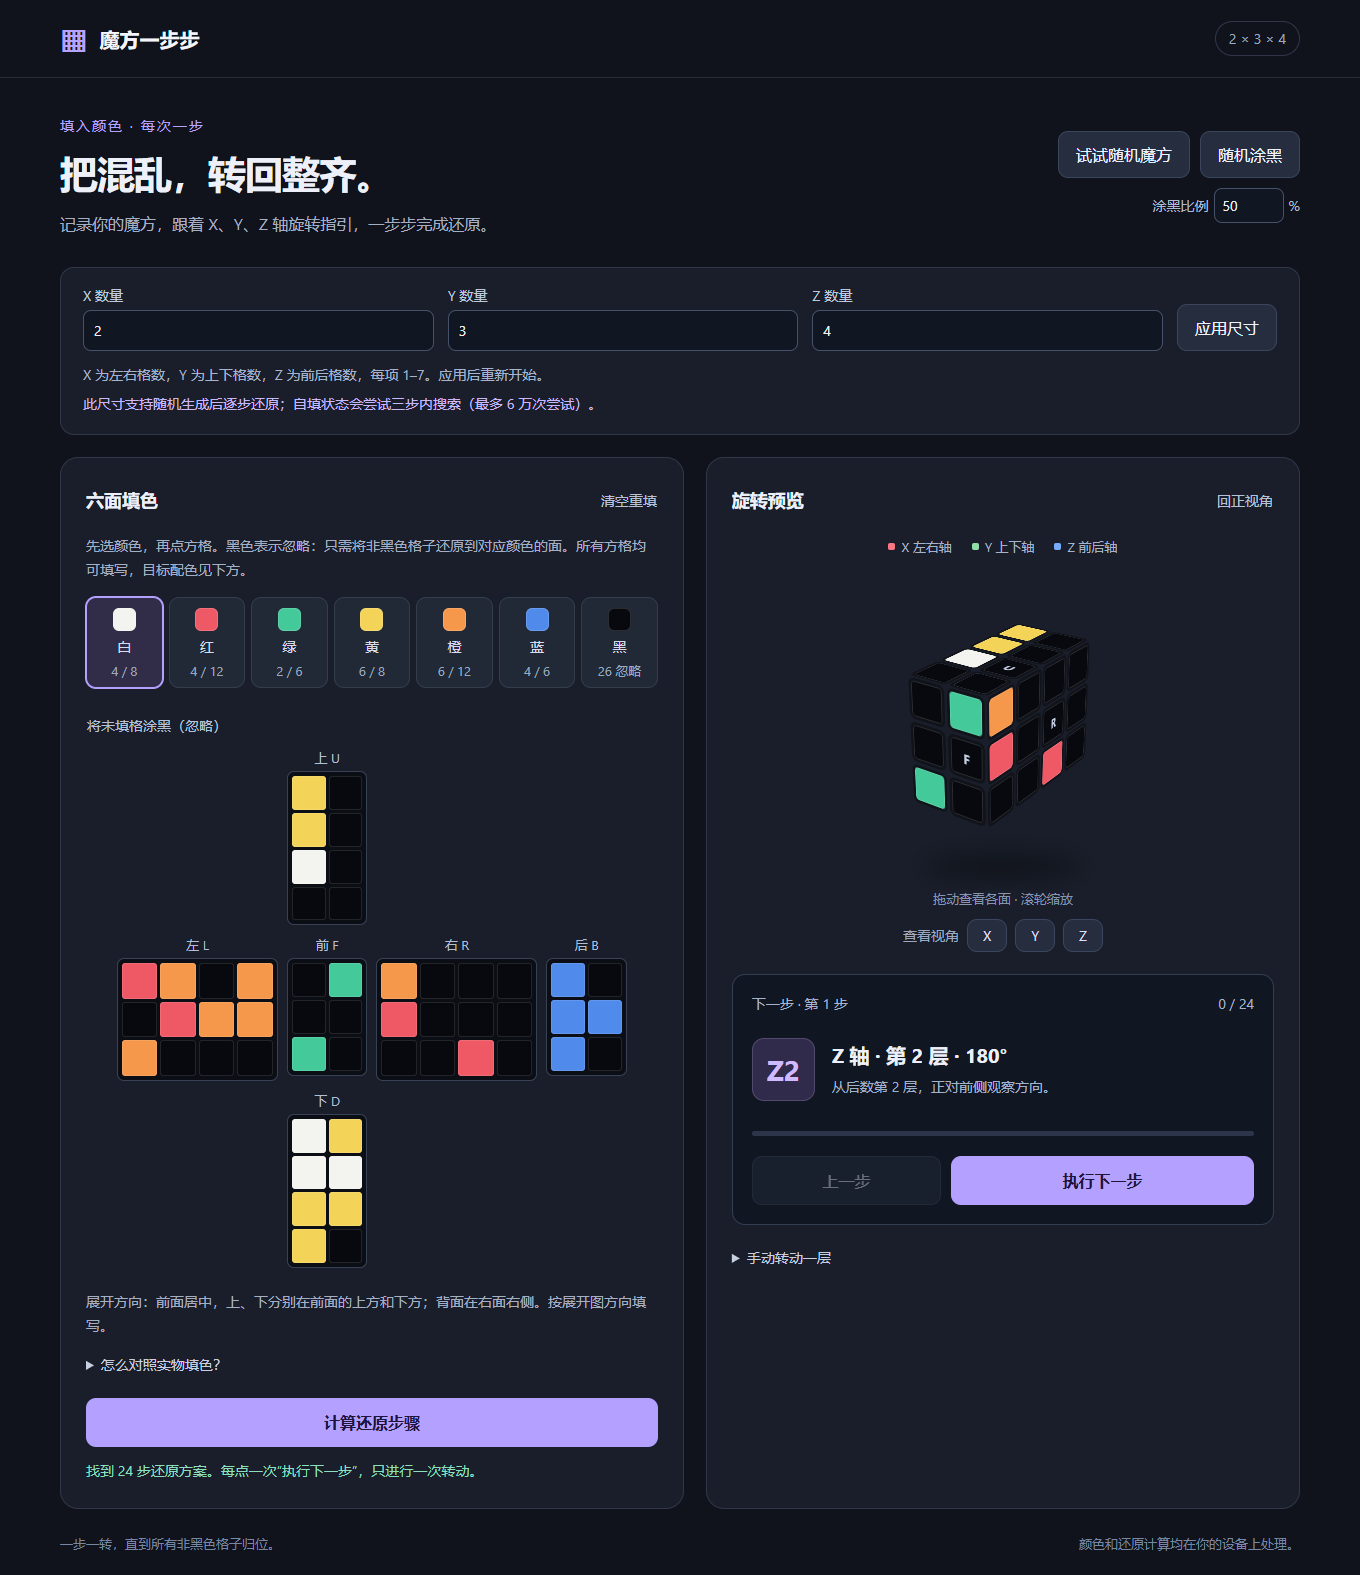 魔方一步步
2 × 3 × 4
填入颜色 · 每次一步
把混乱，转回整齐。
记录你的魔方，跟着 X、Y、Z 轴旋转指引，一步步完成还原。
试试随机魔方
随机涂黑
涂黑比例 50 %
X 数量
Y 数量
Z 数量
2
3
4
应用尺寸
X 为左右格数，Y 为上下格数，Z 为前后格数，每项 1–7。应用后重新开始。
此尺寸支持随机生成后逐步还原；自填状态会尝试三步内搜索（最多 6 万次尝试）。
六面填色
清空重填
先选颜色，再点方格。黑色表示忽略：只需将非黑色格子还原到对应颜色的面。所有方格均
可填写，目标配色见下方。
白
红
绿
黄
橙
蓝
黑
4 / 8
4 / 12
2 / 6
6 / 8
6 / 12
4 / 6
26 忽略
将未填格涂黑（忽略）
上 U
左 L
前 F
右 R
后 B
下 D
展开方向：前面居中，上、下分别在前面的上方和下方；背面在右面右侧。按展开图方向填
写。
▶ 怎么对照实物填色？
计算还原步骤
找到 24 步还原方案。每点一次“执行下一步”，只进行一次转动。
旋转预览
回正视角
X 左右轴
Y 上下轴
Z 前后轴
U
R
F
拖动查看各面 · 滚轮缩放
查看视角
X
Y
Z
下一步 · 第 1 步
0 / 24
Z2
Z 轴 · 第 2 层 · 180°
从后数第 2 层，正对前侧观察方向。
上一步
执行下一步
▶ 手动转动一层
一步一转，直到所有非黑色格子归位。
颜色和还原计算均在你的设备上处理。